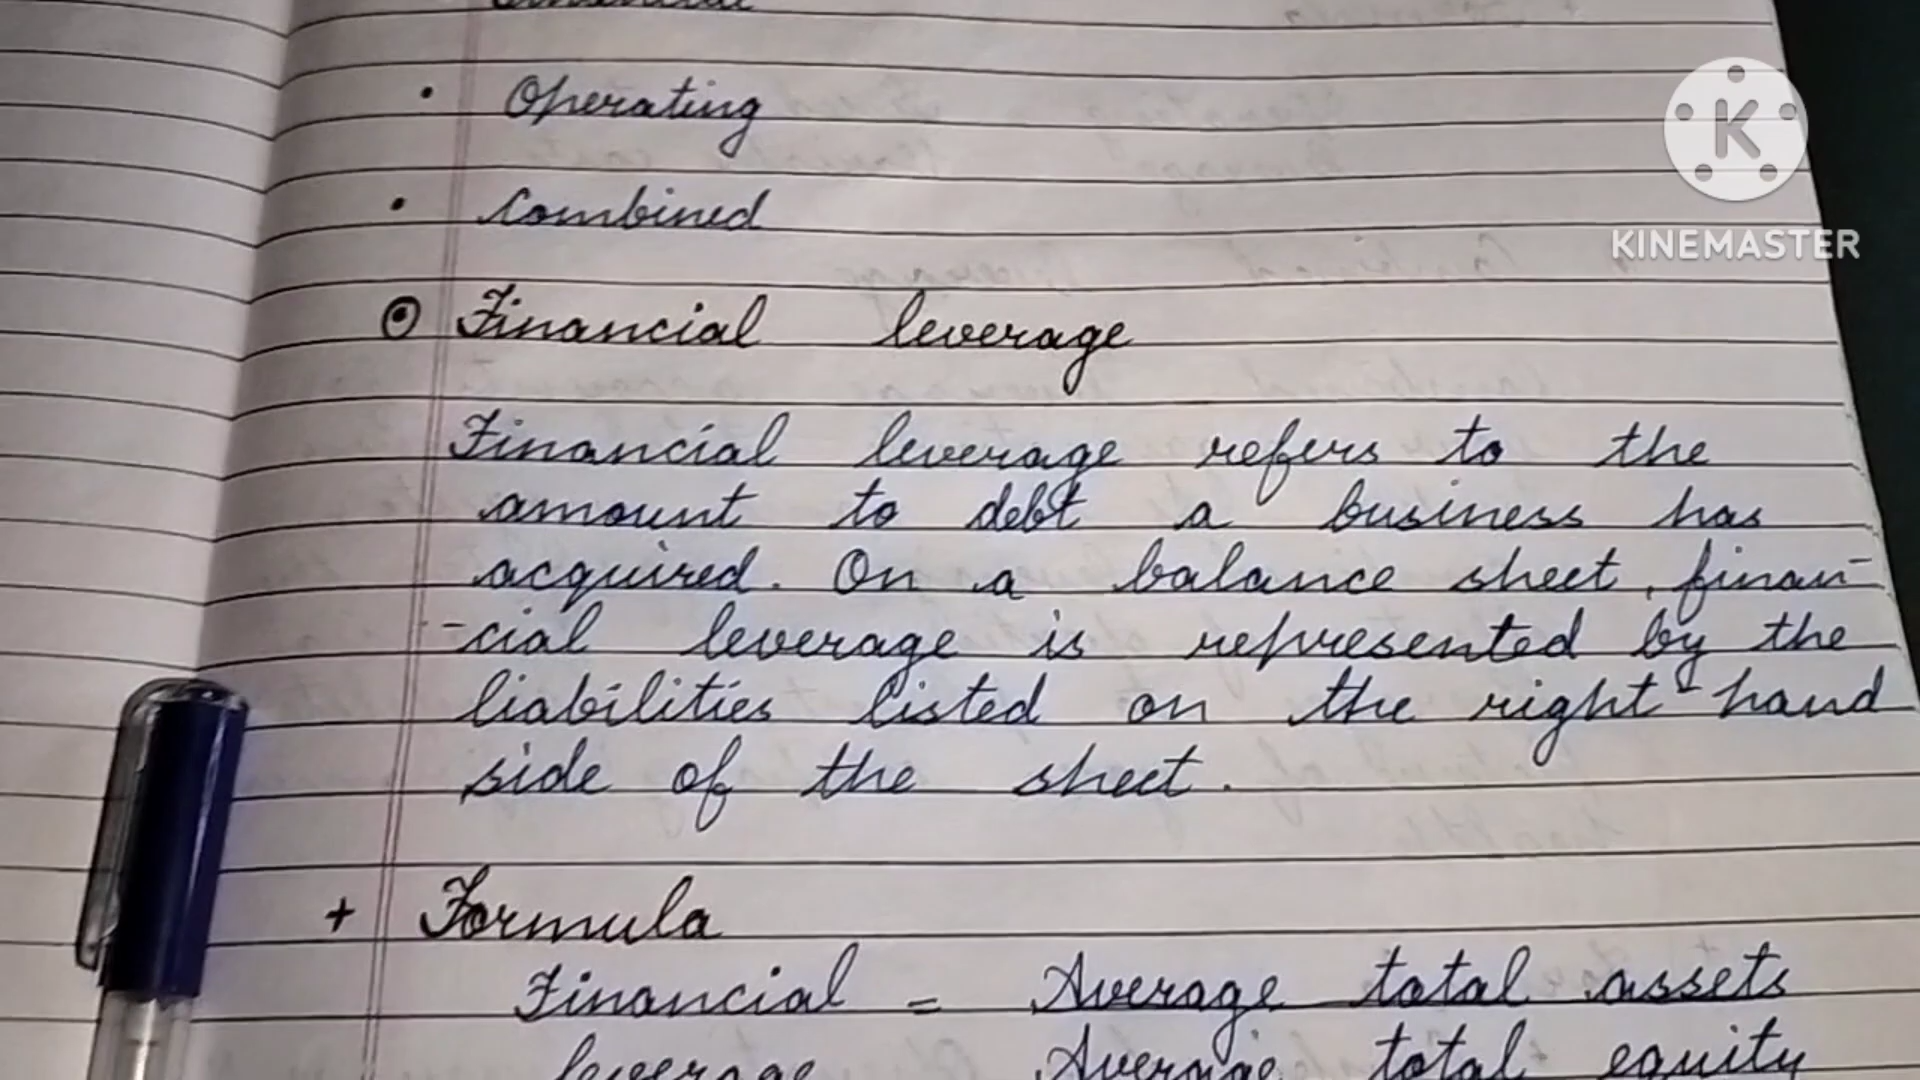 • Operating
• Combined
Financial leverage
Financial leverage refers to the
amount to debt a business has
acquired. On a balance sheet, finan-
-cial leverage is represented by the
liabilities listed on the right-hand
side of the sheet.
+ Formula
Financial = Average total assets
leverage Average total equity
K
KINEMASTER